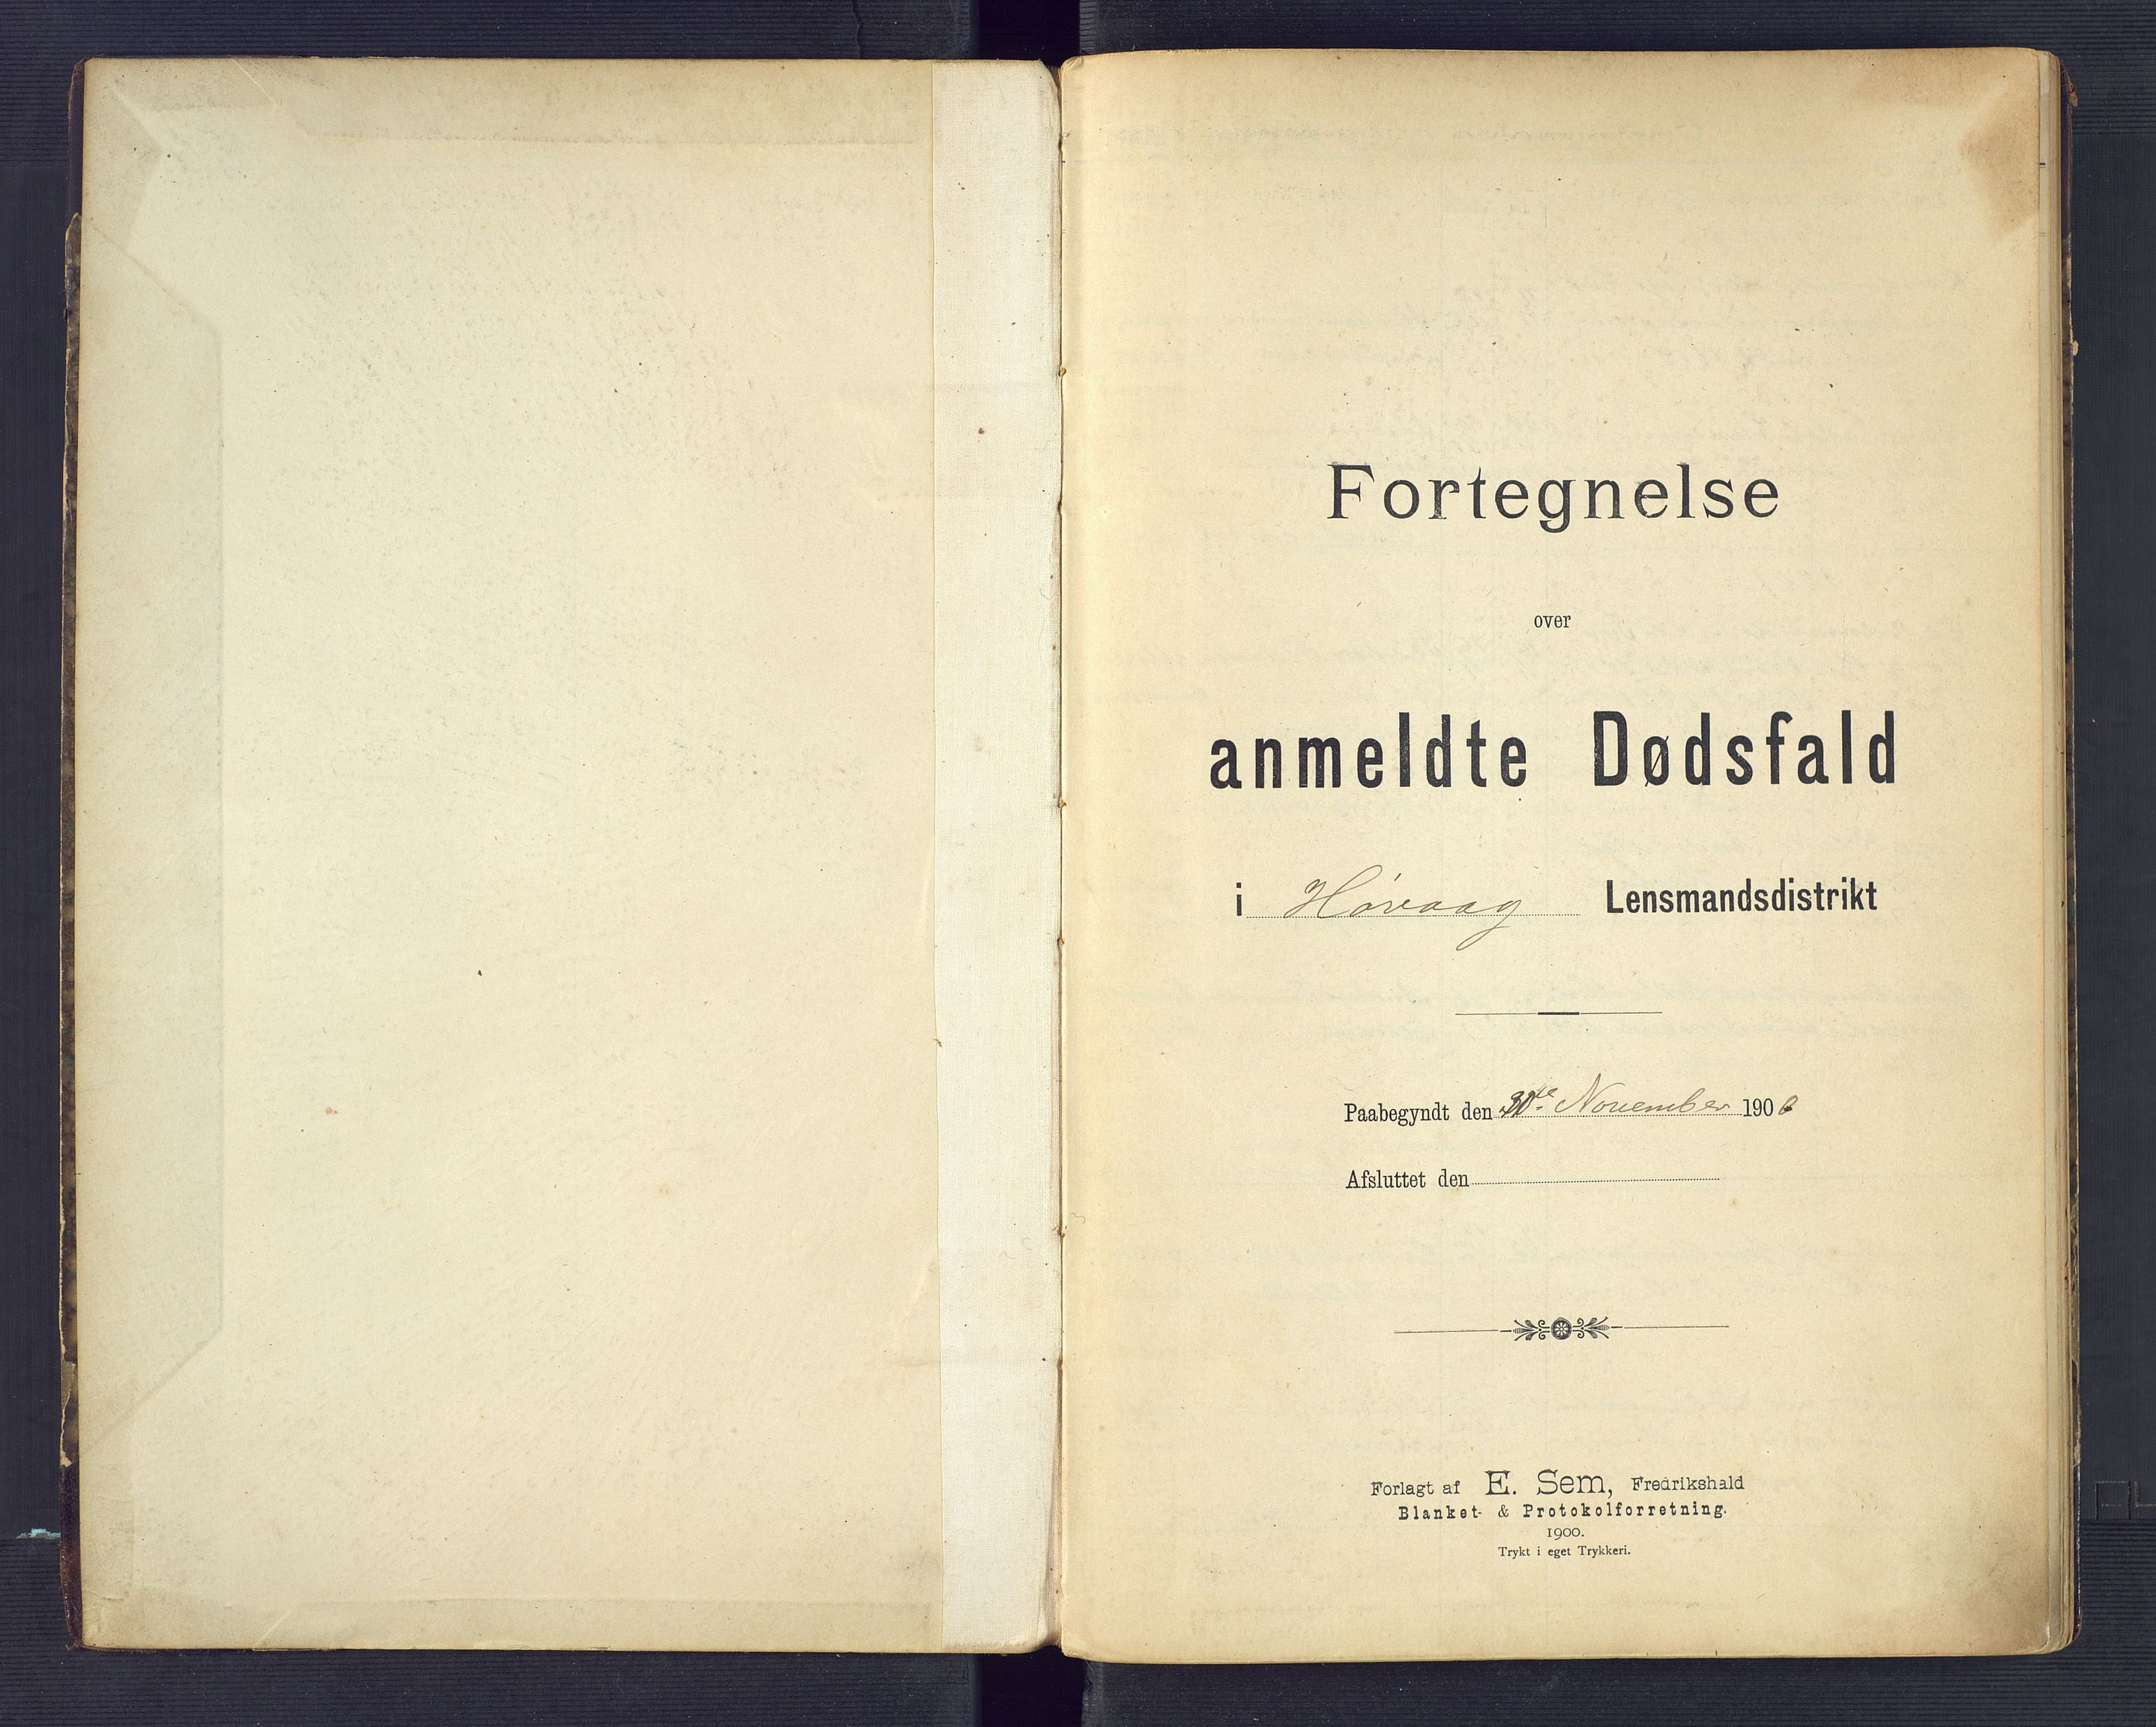 Fortegnelse
over
anmeldte Dødsfald
i Høvaag Lensmandsdistrikt
Paabegyndt den 30te November 1906
Afsluttet den
Forlagt af E. Sem, Fredrikshald
Blanket- & Protokolforretning.
1900.
Trykt i eget Trykkeri.